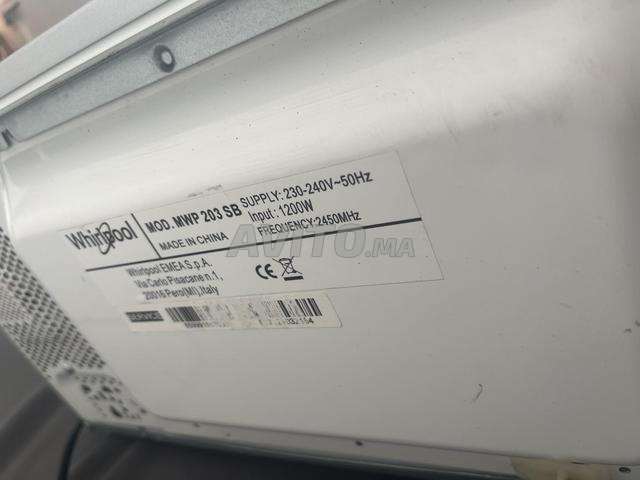 Whirlpool
MOD. MWP 203 SB
MADE IN CHINA
SUPPLY: 230-240V~50Hz
Input: 1200W
FREQUENCY:2450MHz
Whirlpool EMEA S.p.A.
Via Carlo Pisacane n.1,
20016 Pero(MI),Italy
CE
SERVICE
AVITO.MA